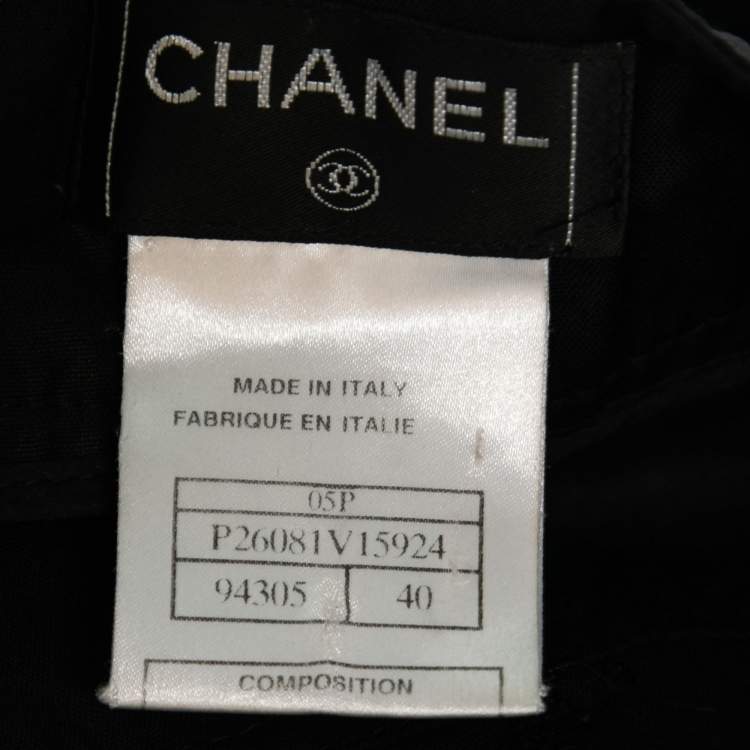 CHANEL
MADE IN ITALY
FABRIQUE EN ITALIE
05P
P26081V15924
94305 40
COMPOSITION